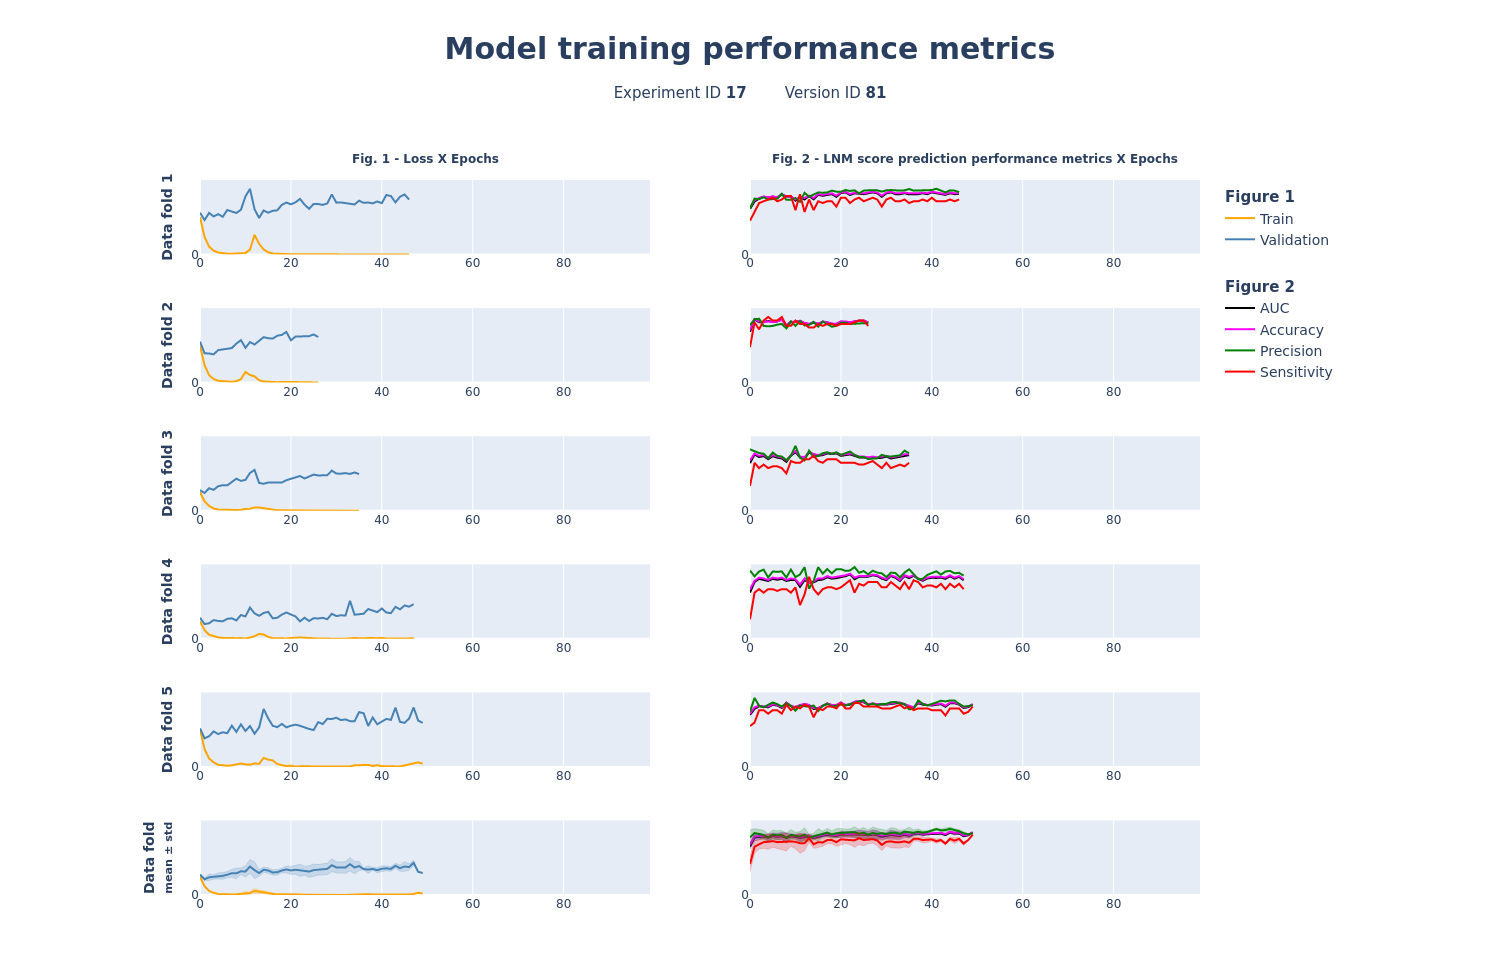 Model training performance metrics
Experiment ID 17 Version ID 81
Fig. 1 - Loss X Epochs
Fig. 2 - LNM score prediction performance metrics X Epochs
Data fold 1
0
0 20 40 60 80
0
0 20 40 60 80
Figure 1
Train
Validation
Figure 2
AUC
Accuracy
Precision
Sensitivity
Data fold 2
0
0 20 40 60 80
0
0 20 40 60 80
Data fold 3
0
0 20 40 60 80
0
0 20 40 60 80
Data fold 4
0
0 20 40 60 80
0
0 20 40 60 80
Data fold 5
0
0 20 40 60 80
0
0 20 40 60 80
Data fold
mean ± std
0
0 20 40 60 80
0
0 20 40 60 80